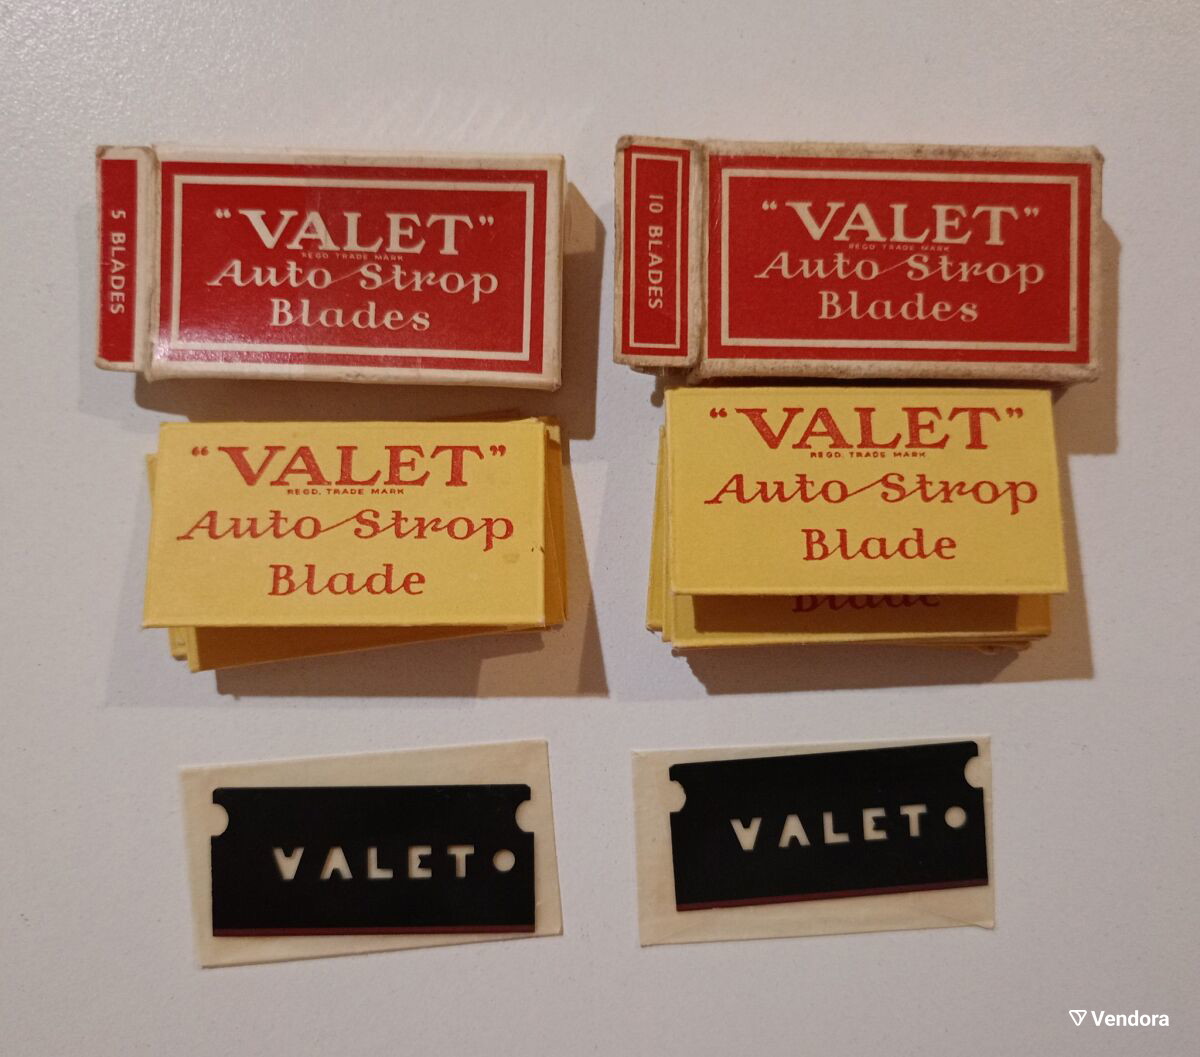 5 BLADES
"VALET"
REGD. TRADE MARK
Auto Strop
Blades
10 BLADES
"VALET"
REGD. TRADE MARK
Auto Strop
Blades
"VALET"
REGD. TRADE MARK
Auto Strop
Blade
"VALET"
REGD. TRADE MARK
Auto Strop
Blade
Blade
VALET
VALET
Vendora